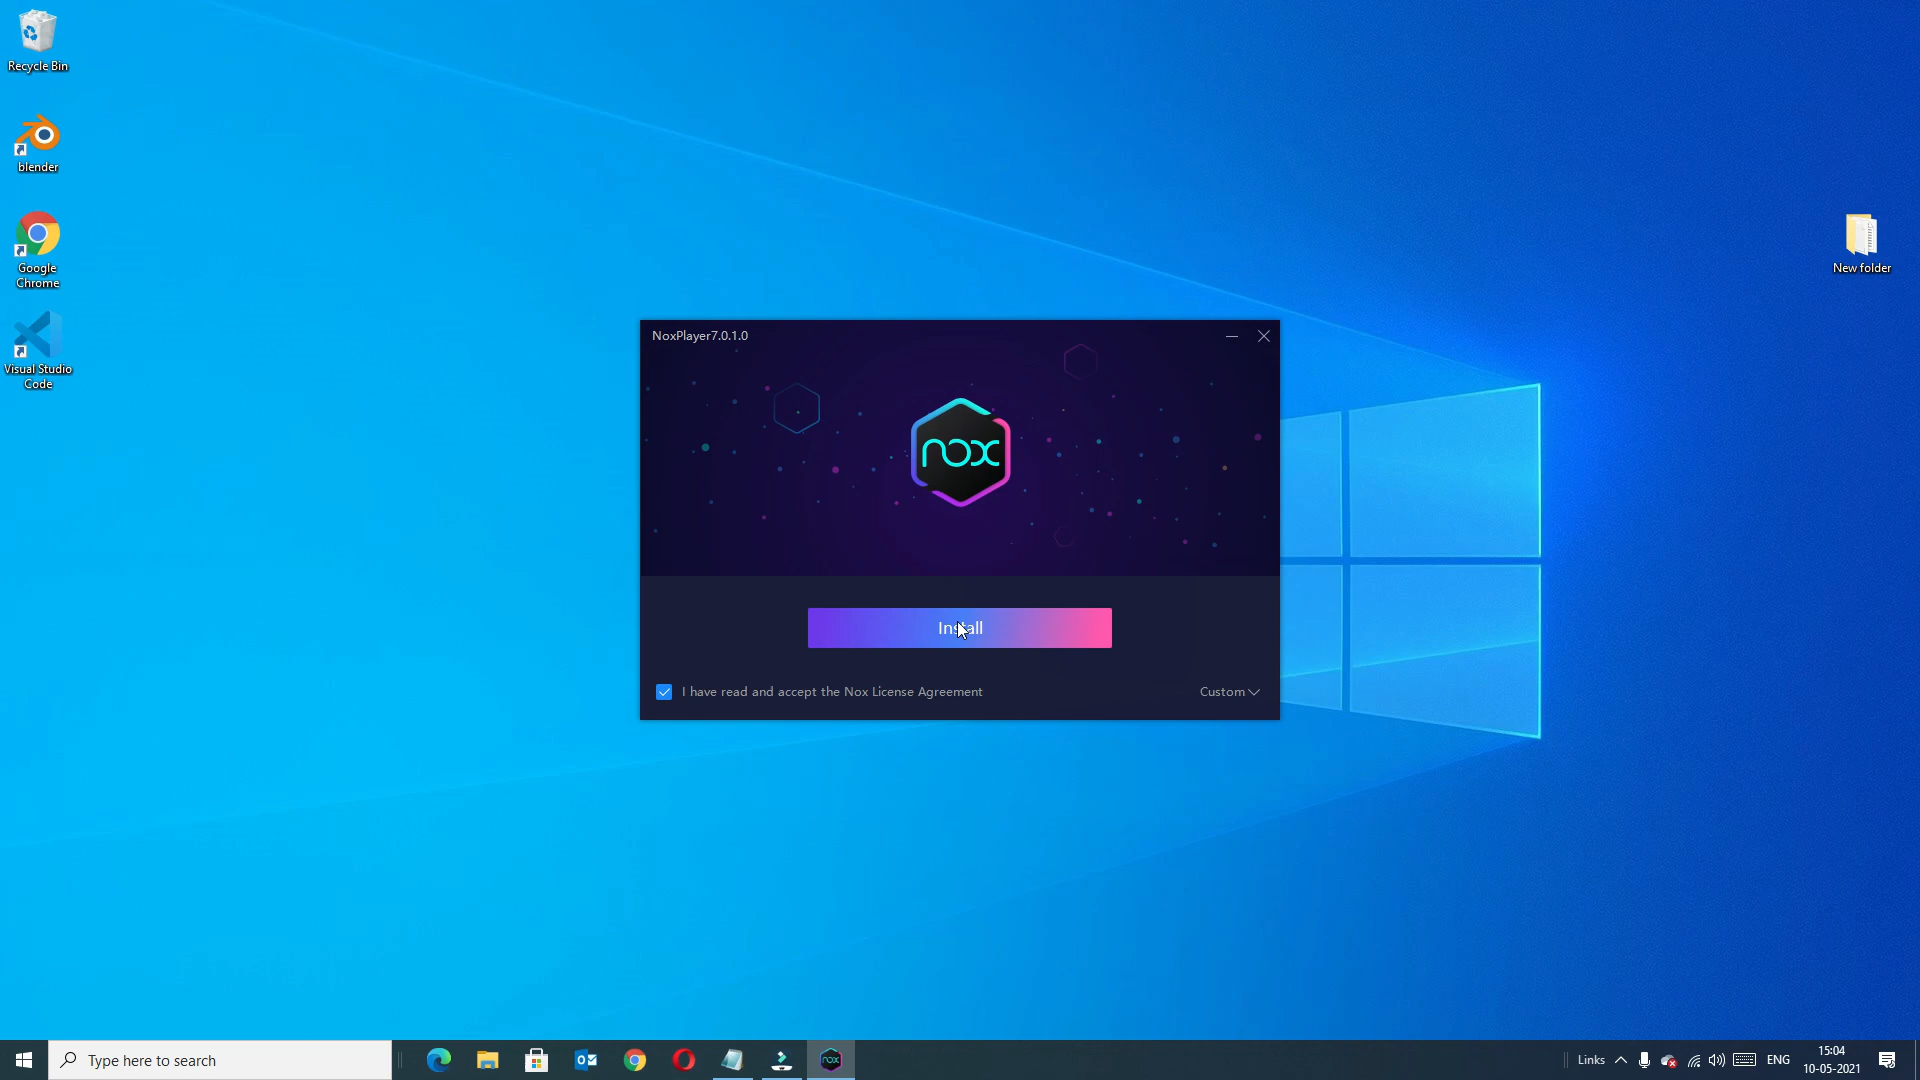 Recycle Bin
blender
Google
Chrome
Visual Studio
Code
New folder
NoxPlayer7.0.1.0
nox
Install
I have read and accept the Nox License Agreement
Custom
Type here to search
Links
ENG
15:04
10-05-2021